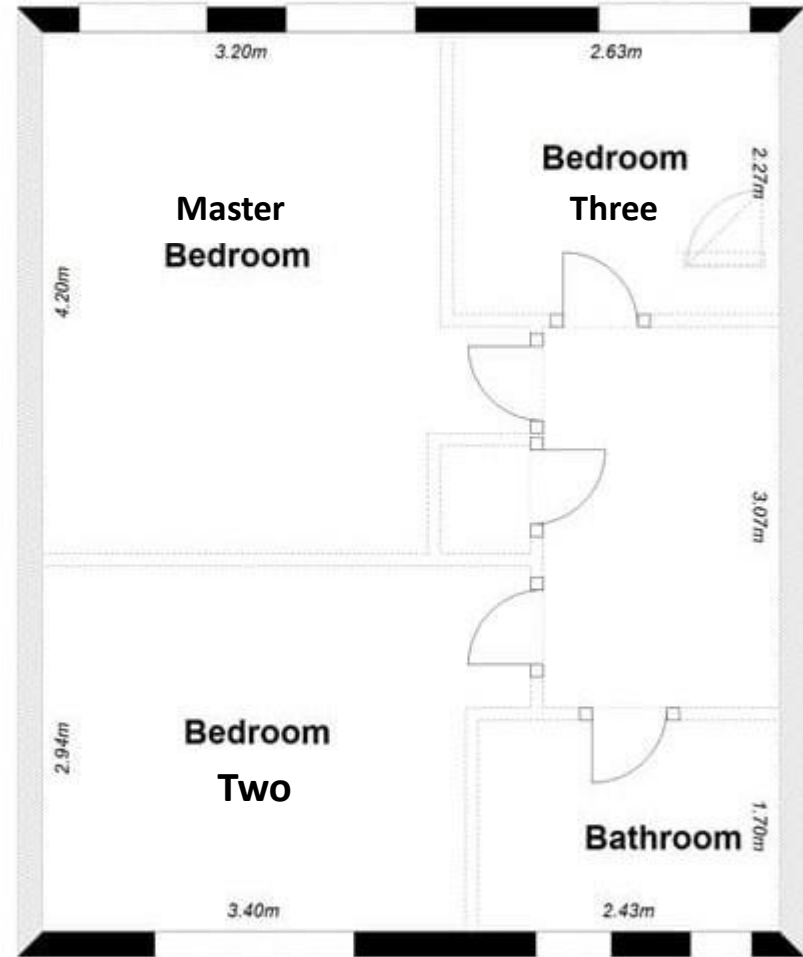 3.20m
2.63m
Bedroom
Three
2.27m
Master
Bedroom
4.20m
3.07m
Bedroom
Two
2.94m
Bathroom
1.70m
3.40m
2.43m